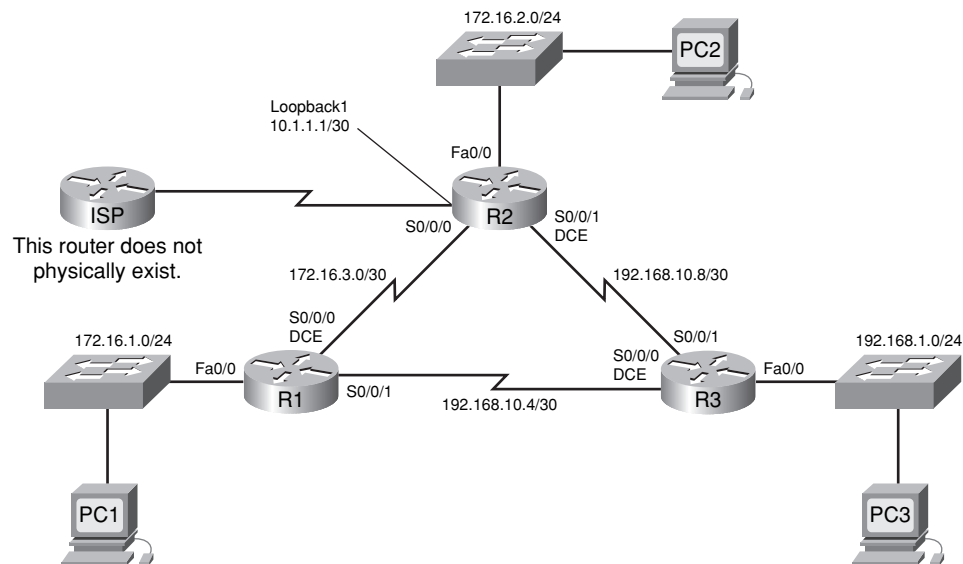 172.16.2.0/24
PC2
Loopback1
10.1.1.1/30
Fa0/0
ISP
R2
S0/0/0
S0/0/1
DCE
This router does not
physically exist.
172.16.3.0/30
192.168.10.8/30
S0/0/0
DCE
172.16.1.0/24
S0/0/1
192.168.1.0/24
S0/0/0
DCE
Fa0/0
Fa0/0
R1
S0/0/1
R3
192.168.10.4/30
PC1
PC3